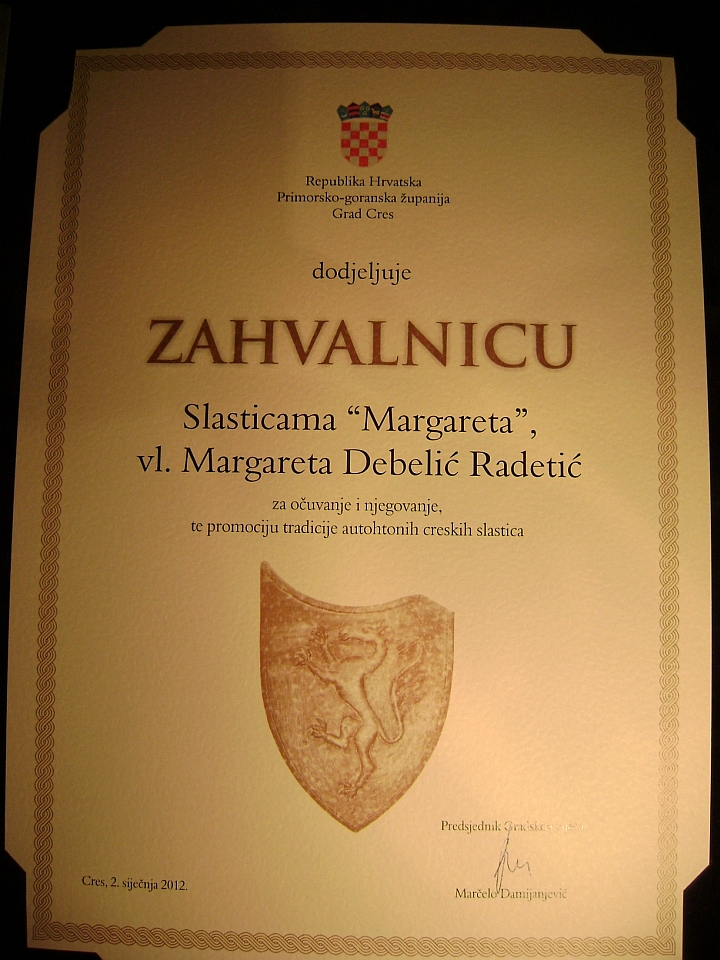 Republika Hrvatska
Primorsko-goranska županija
Grad Cres
dodjeljuje
ZAHVALNICU
Slasticama “Margareta”,
vl. Margareta Debelić Radetić
za očuvanje i njegovanje,
te promociju tradicije autohtonih creskih slastica
Predsjednik
Cres, 2. siječnja 2012.
Marčelo Damijanjević